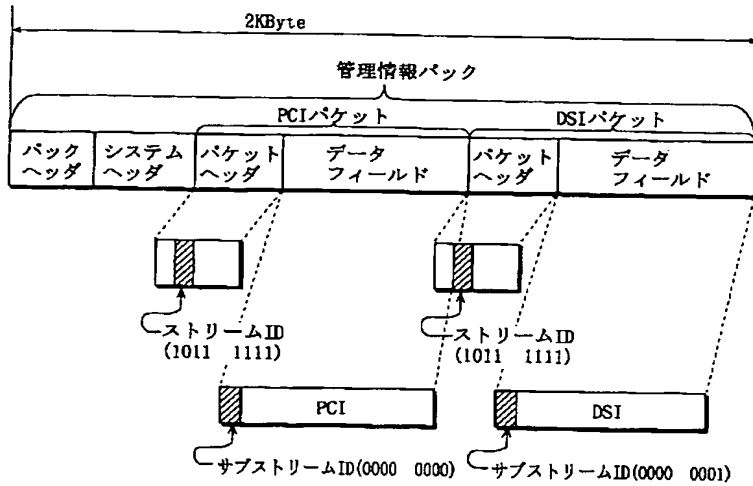 2KByte
管理情報パック
PCIパケット
DSIパケット
パック
ヘッダ
システム
ヘッダ
パケット
ヘッダ
データ
フィールド
パケット
ヘッダ
データ
フィールド
ストリームID
(1011 1111)
ストリームID
(1011 1111)
PCI
DSI
サブストリームID(0000 0000)
サブストリームID(0000 0001)